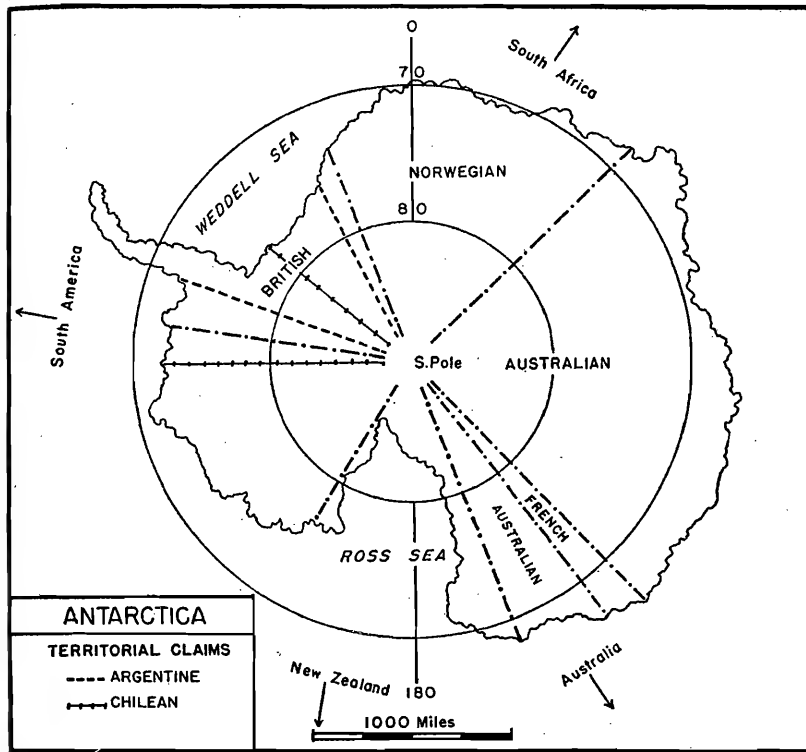 0
South Africa
70
WEDDELL SEA
NORWEGIAN
80
BRITISH
South America
S.Pole
AUSTRALIAN
FRENCH
AUSTRALIAN
ROSS SEA
ANTARCTICA
TERRITORIAL CLAIMS
ARGENTINE
CHILEAN
New Zealand
180
Australia
1000 Miles